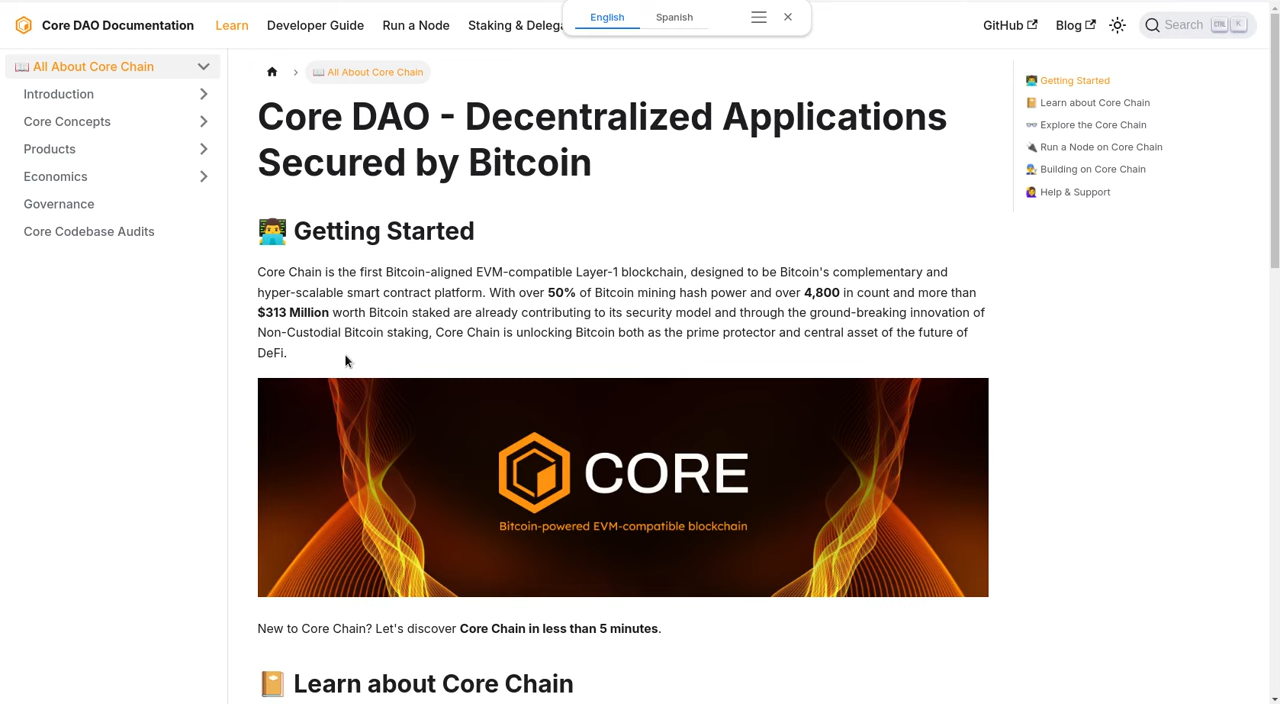 Core DAO Documentation
Learn
Developer Guide
Run a Node
Staking & Delega
English
Spanish
GitHub
Blog
Search
CTRL
K
📖 All About Core Chain
Introduction
Core Concepts
Products
Economics
Governance
Core Codebase Audits
📖 All About Core Chain
Core DAO - Decentralized Applications
Secured by Bitcoin
👨‍💻 Getting Started
Core Chain is the first Bitcoin-aligned EVM-compatible Layer-1 blockchain, designed to be Bitcoin's complementary and
hyper-scalable smart contract platform. With over 50% of Bitcoin mining hash power and over 4,800 in count and more than
$313 Million worth Bitcoin staked are already contributing to its security model and through the ground-breaking innovation of
Non-Custodial Bitcoin staking, Core Chain is unlocking Bitcoin both as the prime protector and central asset of the future of
DeFi.
CORE
Bitcoin-powered EVM-compatible blockchain
New to Core Chain? Let's discover Core Chain in less than 5 minutes.
📔 Learn about Core Chain
👨‍💻 Getting Started
📔 Learn about Core Chain
👓 Explore the Core Chain
🔌 Run a Node on Core Chain
👨‍🔧 Building on Core Chain
🙋‍♀️ Help & Support